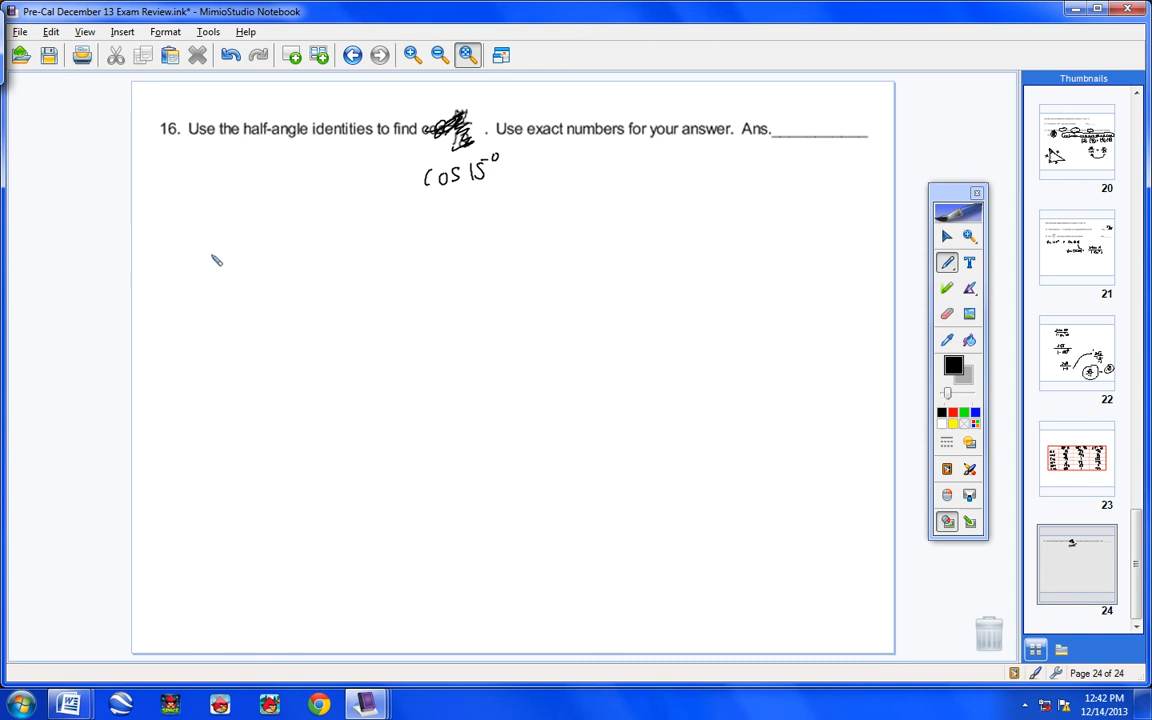 Pre-Cal December 13 Exam Review.ink* - MimioStudio Notebook
File Edit View Insert Format Tools Help
16. Use the half-angle identities to find . Use exact numbers for your answer. Ans.____________
cos 15°
Thumbnails
20
21
22
23
24
Page 24 of 24
12:42 PM
12/14/2013